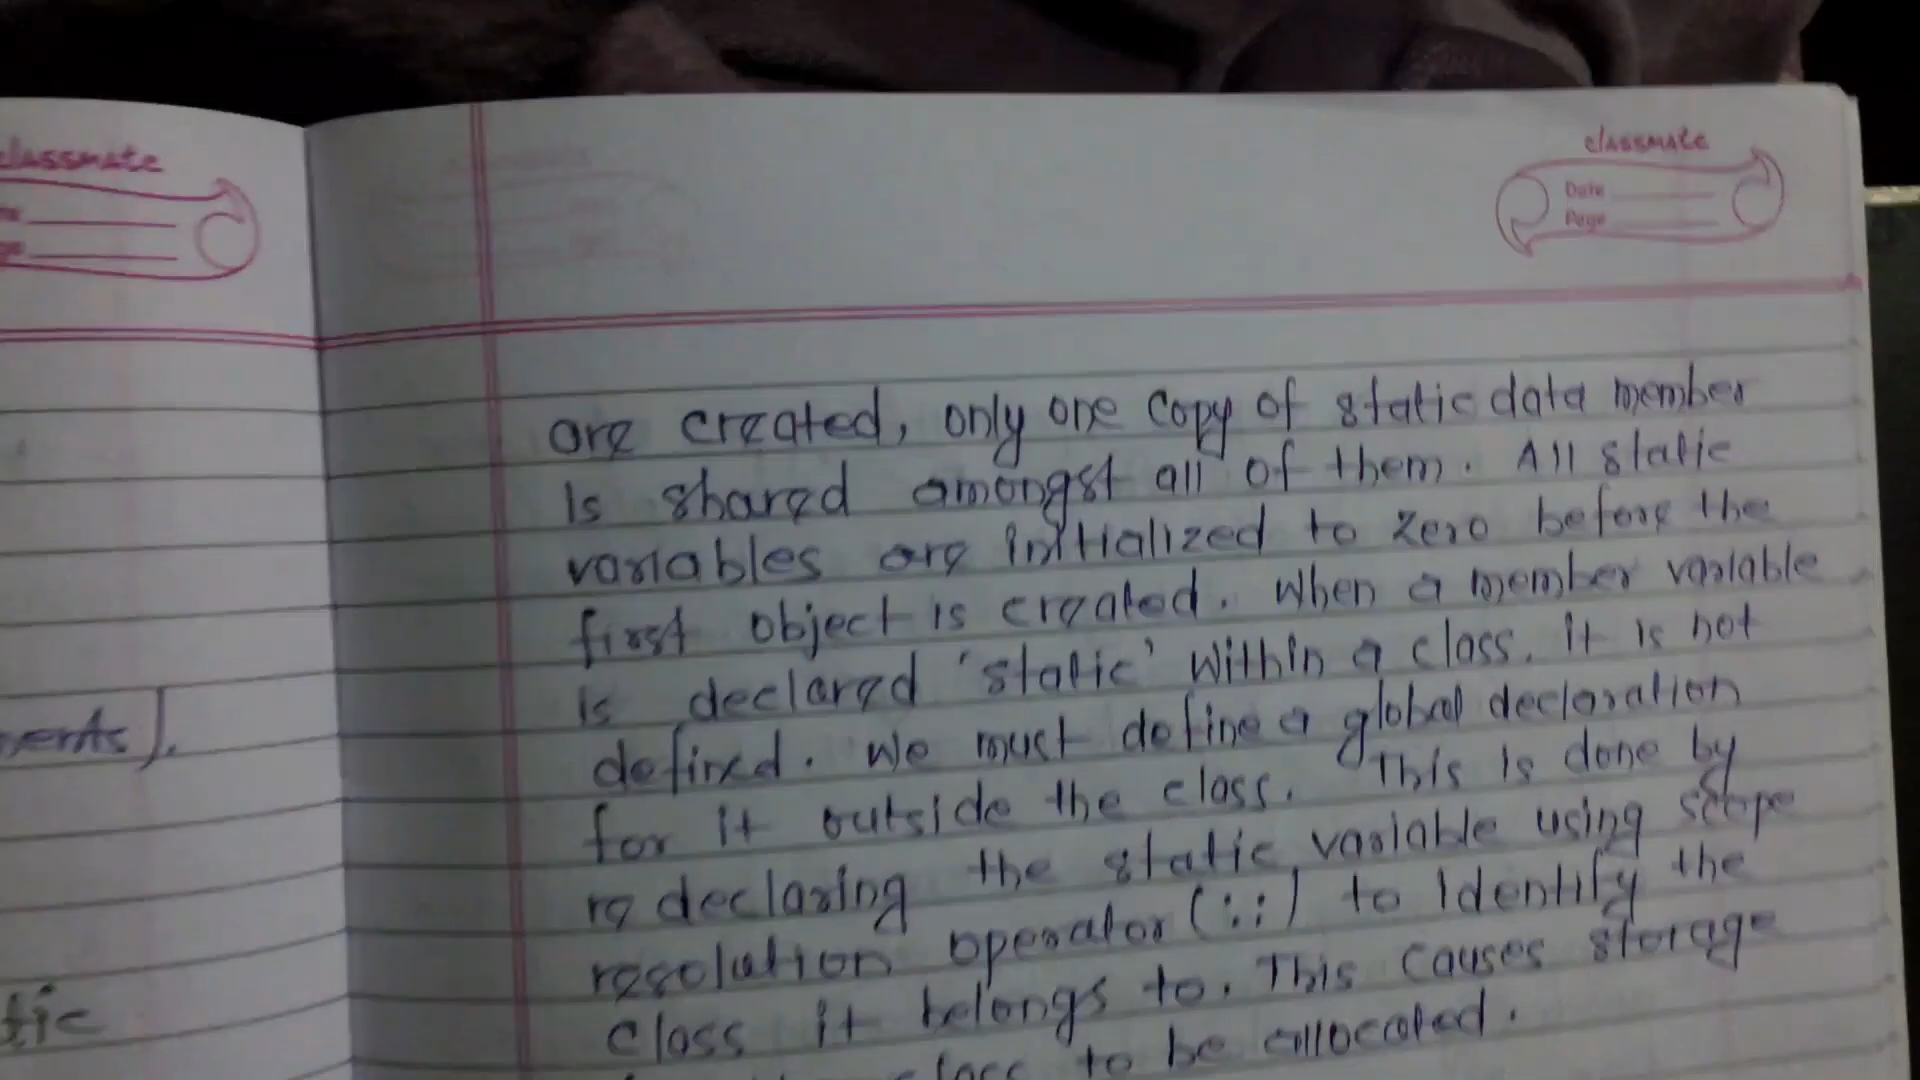 classmate
classmate
Date
Page
are created, only one copy of static data member
is shared amongst all of them. All static
variables are initialized to zero before the
first object is created. When a member variable
is declared 'static' within a class. it is not
defined. We must define a global declaration
for it outside the class. This is done by
redeclaring the static variable using scope
resolution operator (::) to identify the
class it belongs to. This causes storage
class to be allocated.